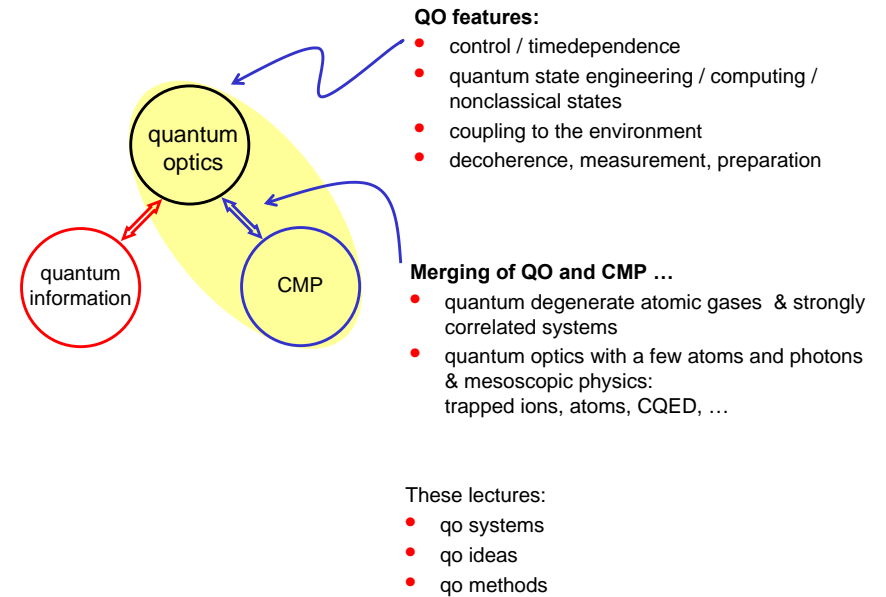 QO features:
• control / timedependence
• quantum state engineering / computing /
nonclassical states
• coupling to the environment
• decoherence, measurement, preparation
quantum
optics
quantum
information
CMP
Merging of QO and CMP …
• quantum degenerate atomic gases & strongly
correlated systems
• quantum optics with a few atoms and photons
& mesoscopic physics:
trapped ions, atoms, CQED, …
These lectures:
• qo systems
• qo ideas
• qo methods